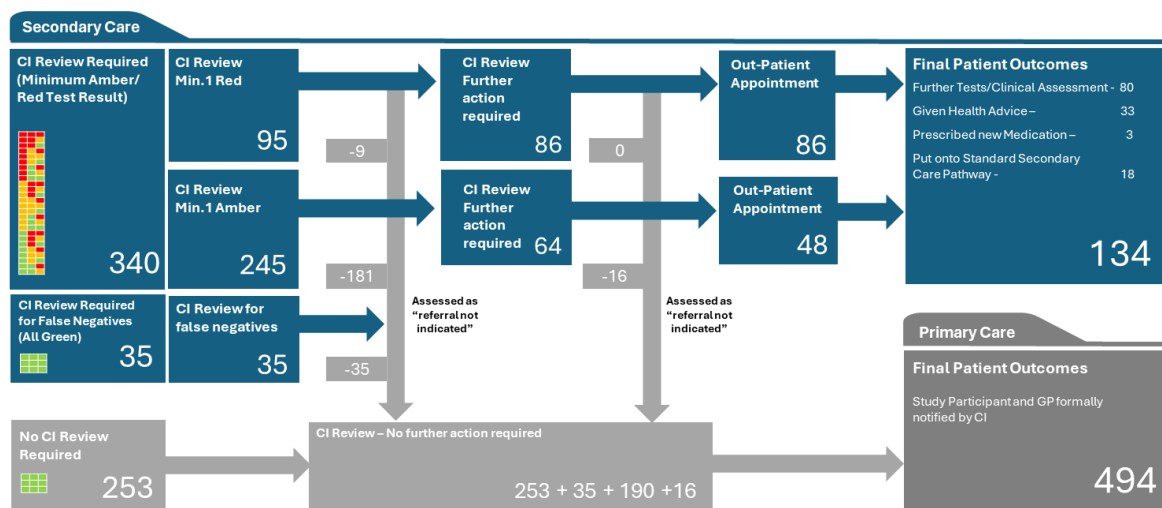 Secondary Care
CI Review Required
(Minimum Amber/
Red Test Result)
340
CI Review
Min.1 Red
95
-9
CI Review
Further
action
required
86
0
Out-Patient
Appointment
86
Final Patient Outcomes
Further Tests/Clinical Assessment - 80
Given Health Advice – 33
Prescribed new Medication – 3
Put onto Standard Secondary
Care Pathway - 18
134
CI Review
Min.1 Amber
245
-181
CI Review
Further
action
required
64
-16
Out-Patient
Appointment
48
CI Review Required
for False Negatives
(All Green)
35
CI Review for
false negatives
35
-35
Assessed as
“referral not
indicated”
Assessed as
“referral not
indicated”
Primary Care
Final Patient Outcomes
Study Participant and GP formally
notified by CI
494
No CI Review
Required
253
CI Review – No further action required
253 + 35 + 190 +16